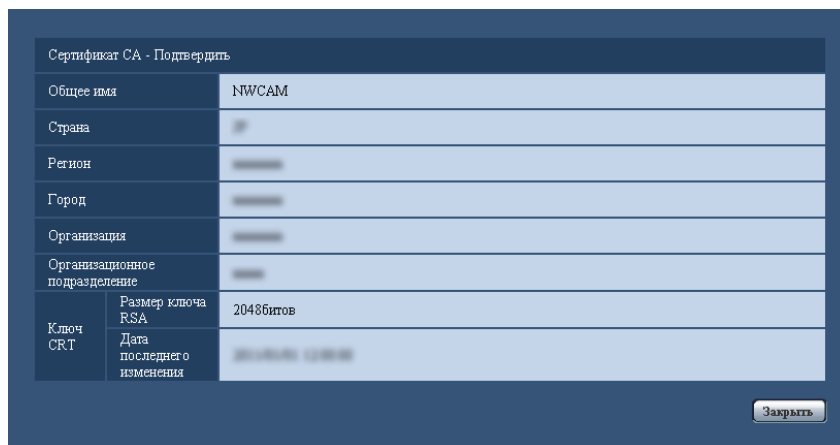 Сертификат CA - Подтвердить
Общее имя NWCAM
Страна
Регион
Город
Организация
Организационное
подразделение
Ключ
CRT
Размер ключа
RSA
2048битов
Дата
последнего
изменения
Закрыть